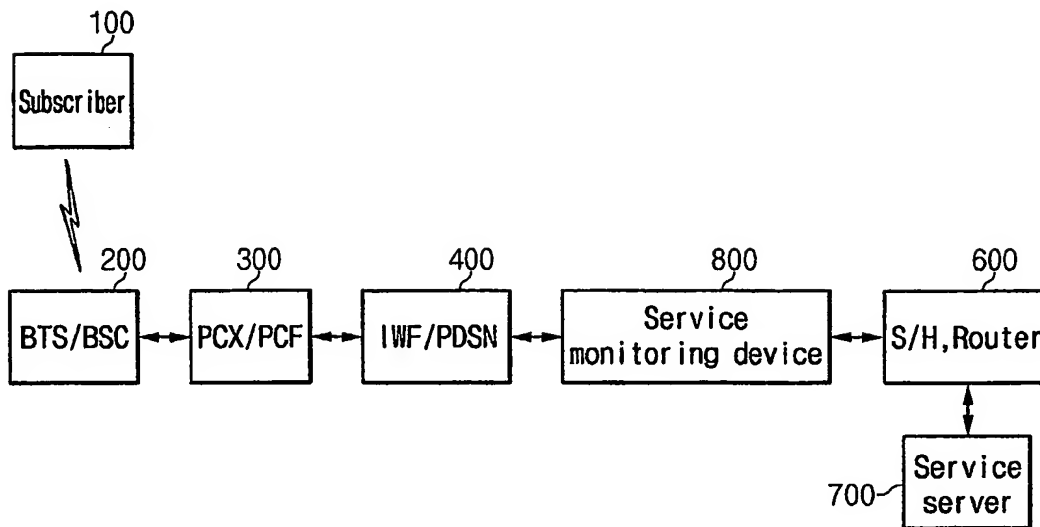 100
Subscriber
200
300
400
800
600
BTS/BSC
PCX/PCF
IWF/PDSN
Service
monitoring device
S/H,Router
700
Service
server